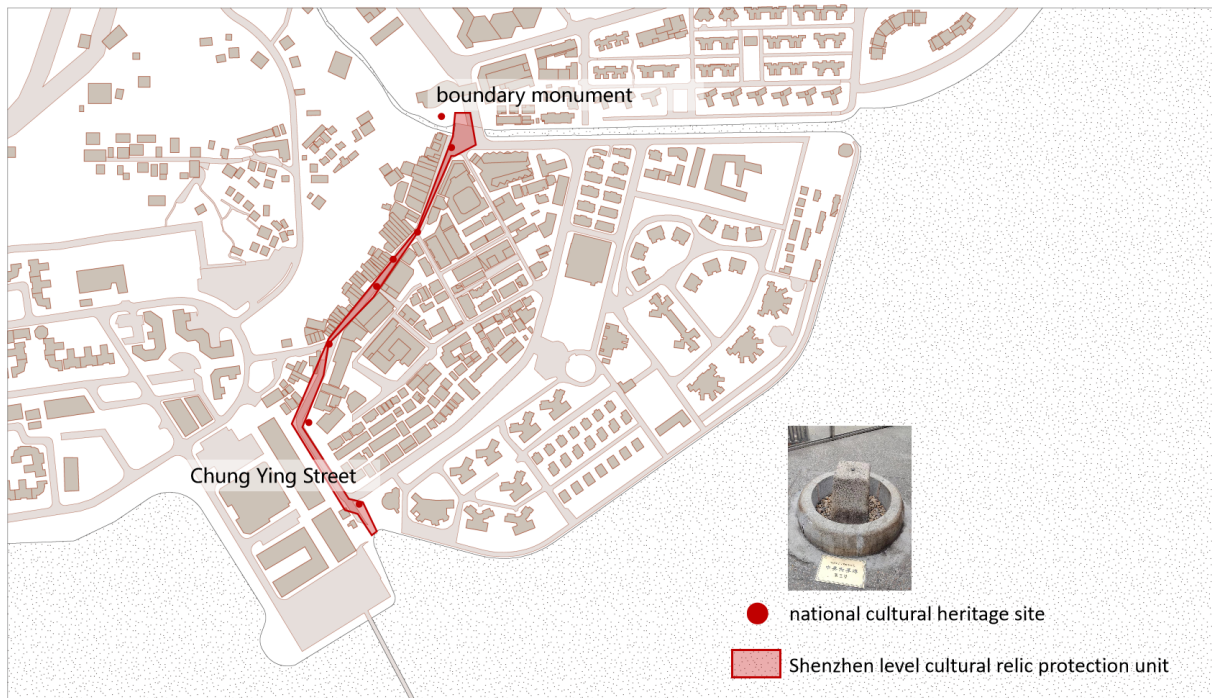 boundary monument
Chung Ying Street
national cultural heritage site
Shenzhen level cultural relic protection unit